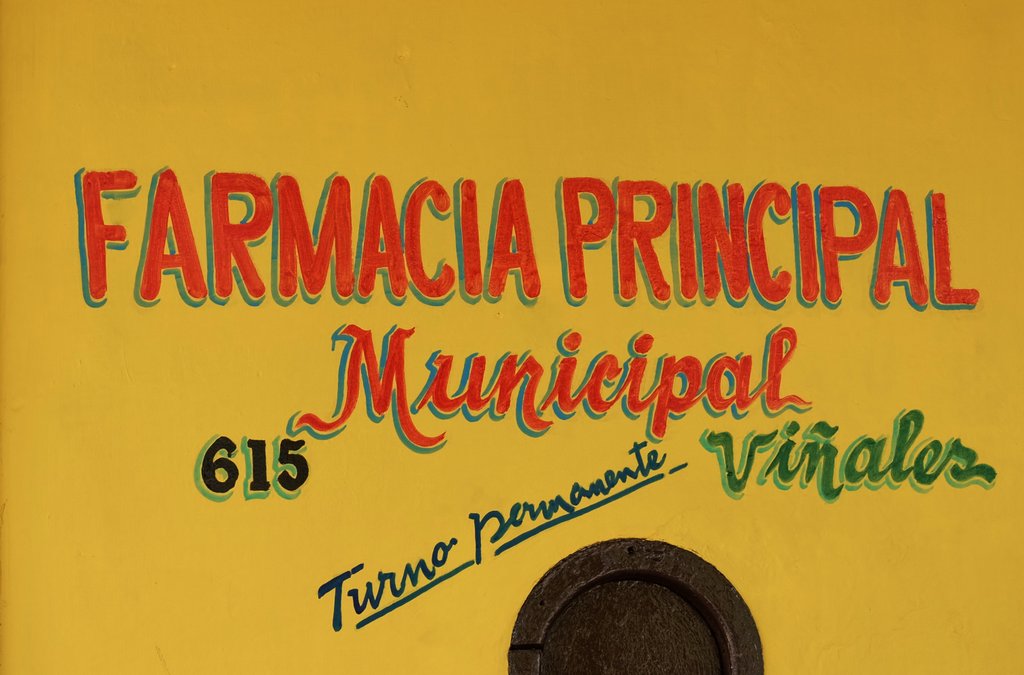 FARMACIA PRINCIPAL
Municipal
615 Viñales
Turno permanente